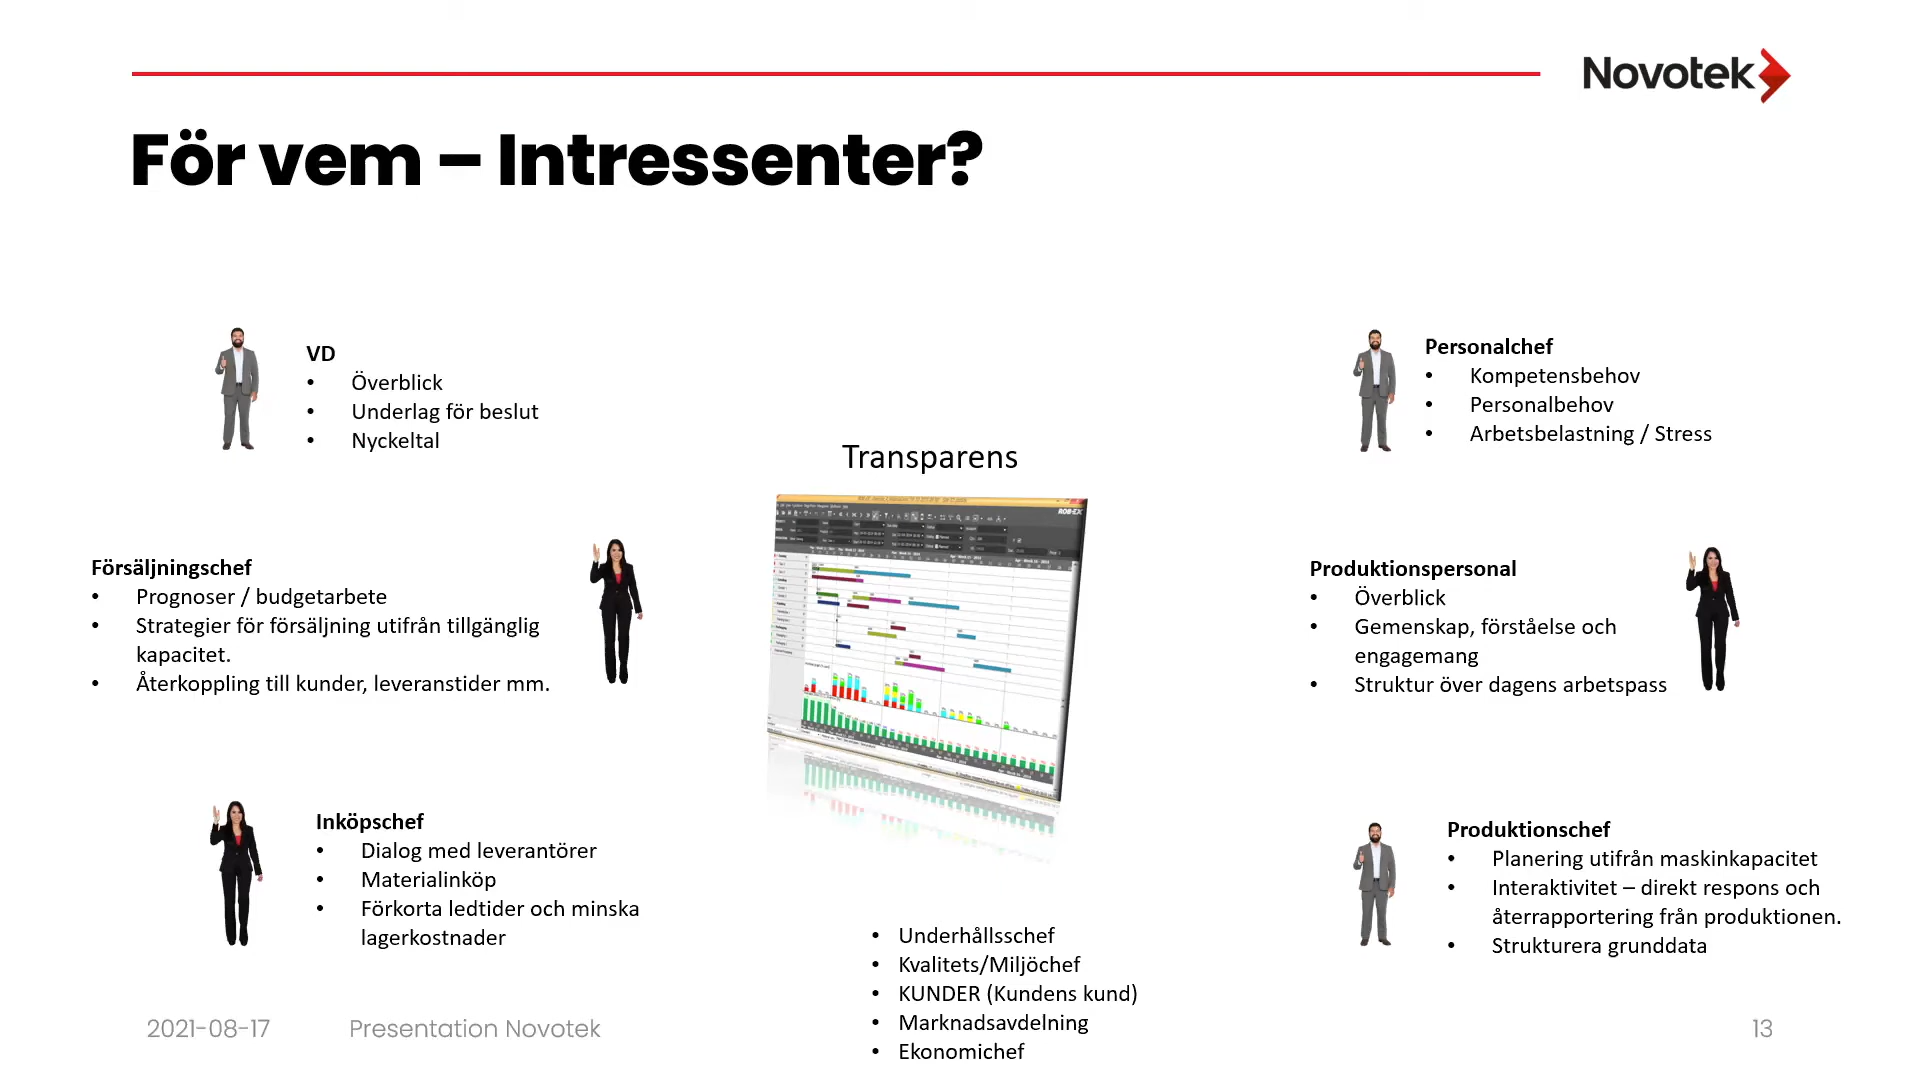 Novotek
För vem – Intressenter?
VD
• Överblick
• Underlag för beslut
• Nyckeltal
Försäljningschef
• Prognoser / budgetarbete
• Strategier för försäljning utifrån tillgänglig
kapacitet.
• Återkoppling till kunder, leveranstider mm.
Inköpschef
• Dialog med leverantörer
• Materialinköp
• Förkorta ledtider och minska
lagerkostnader
Transparens
ROB-EX
• Underhållsschef
• Kvalitets/Miljöchef
• KUNDER (Kundens kund)
• Marknadsavdelning
• Ekonomichef
Personalchef
• Kompetensbehov
• Personalbehov
• Arbetsbelastning / Stress
Produktionspersonal
• Överblick
• Gemenskap, förståelse och
engagemang
• Struktur över dagens arbetspass
Produktionschef
• Planering utifrån maskinkapacitet
• Interaktivitet – direkt respons och
återrapportering från produktionen.
• Strukturera grunddata
2021-08-17
Presentation Novotek
13